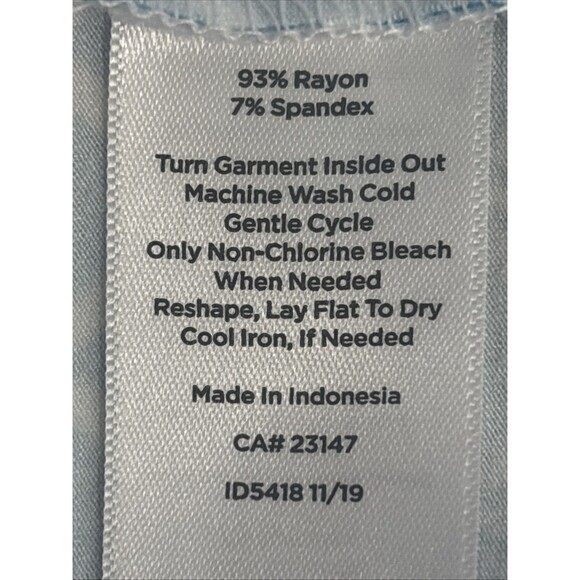 93% Rayon
7% Spandex
Turn Garment Inside Out
Machine Wash Cold
Gentle Cycle
Only Non-Chlorine Bleach
When Needed
Reshape, Lay Flat To Dry
Cool Iron, If Needed
Made In Indonesia
CA# 23147
ID5418 11/19